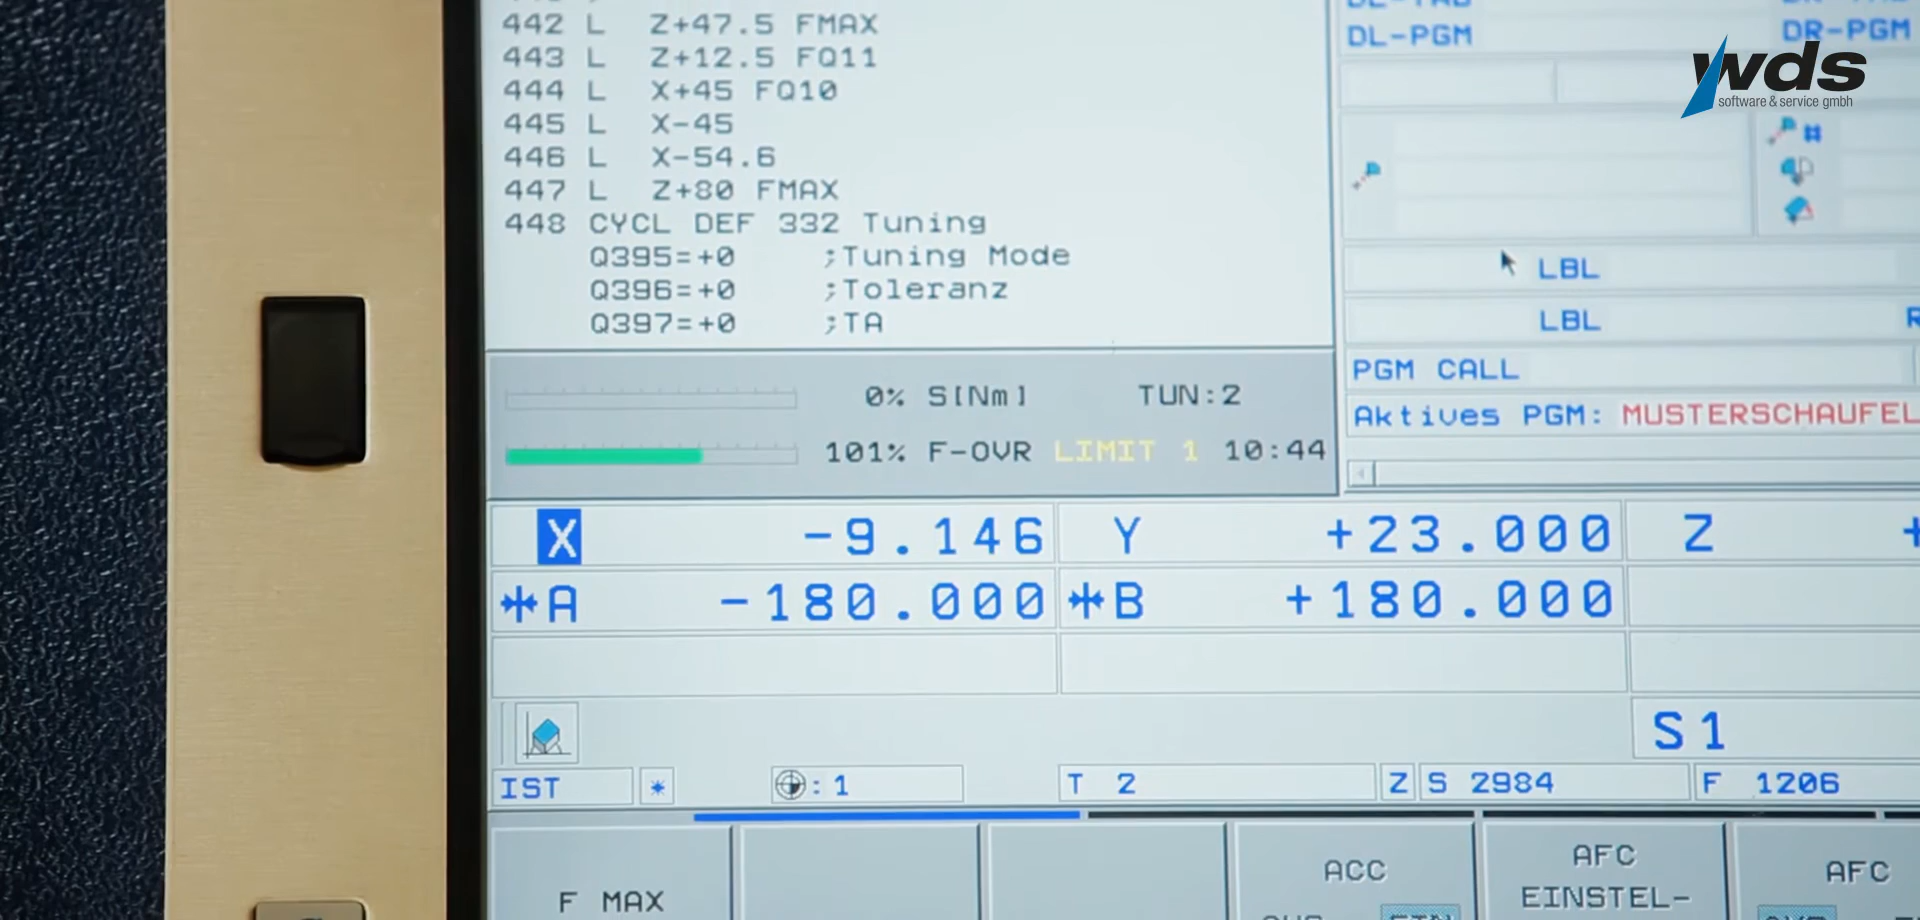 442 L Z+47.5 FMAX
443 L Z+12.5 FQ11
444 L X+45 FQ10
445 L X-45
446 L X-54.6
447 L Z+80 FMAX
448 CYCL DEF 332 Tuning
Q395=+0 ;Tuning Mode
Q396=+0 ;Toleranz
Q397=+0 ;TA
DL-PGM DR-PGM
wds
software & service gmbh
LBL
LBL
PGM CALL
Aktives PGM: MUSTERSCHAUFEL
0% S[Nm] TUN:2
101% F-OVR LIMIT 1 10:44
X -9.146 Y +23.000 Z +
A -180.000 B +180.000
S1
IST * : 1 T 2 Z S 2984 F 1206
F MAX
ACC
AFC
EINSTEL-
AFC